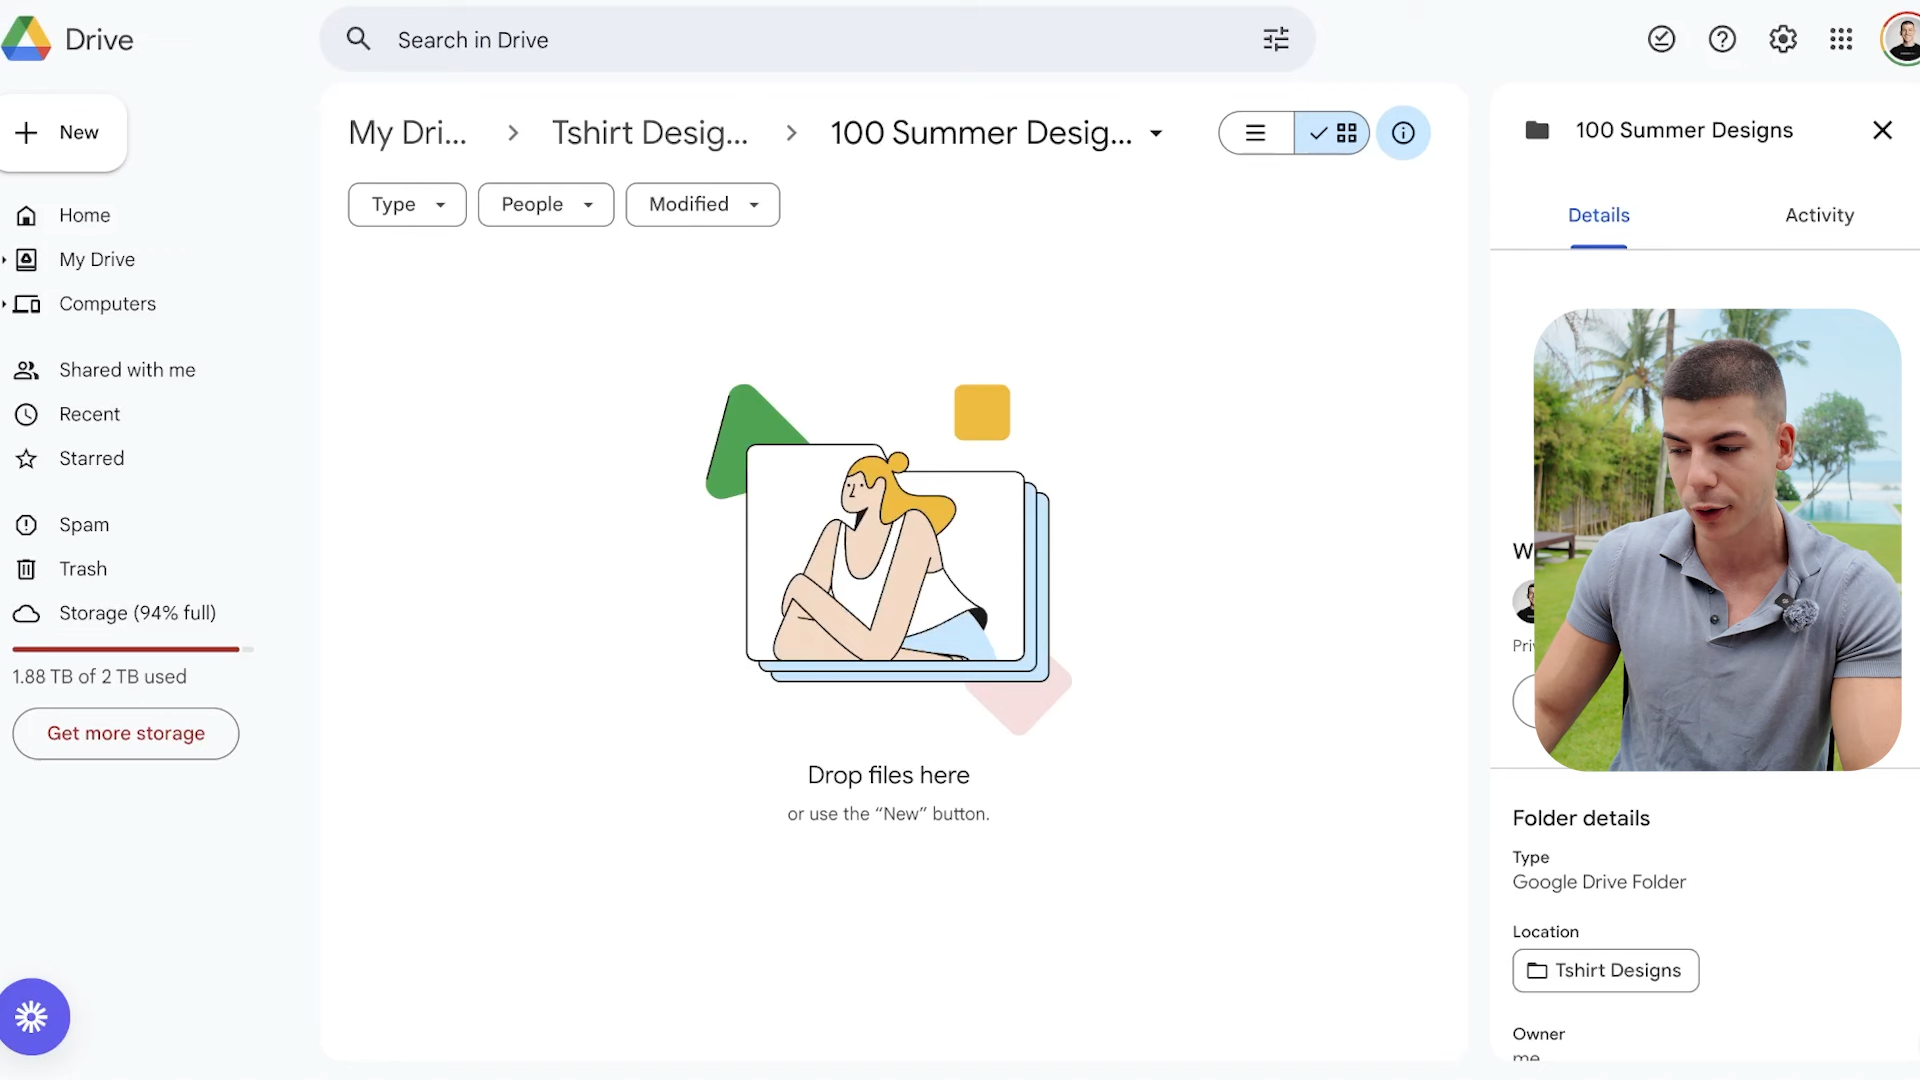 Drive
Search in Drive
New
Home
My Drive
Computers
Shared with me
Recent
Starred
Spam
Trash
Storage (94% full)
1.88 TB of 2 TB used
Get more storage
My Dri...
Tshirt Desig...
100 Summer Desig...
Type
People
Modified
Drop files here
or use the “New” button.
100 Summer Designs
Details
Activity
W
Pri
Folder details
Type
Google Drive Folder
Location
Tshirt Designs
Owner
me